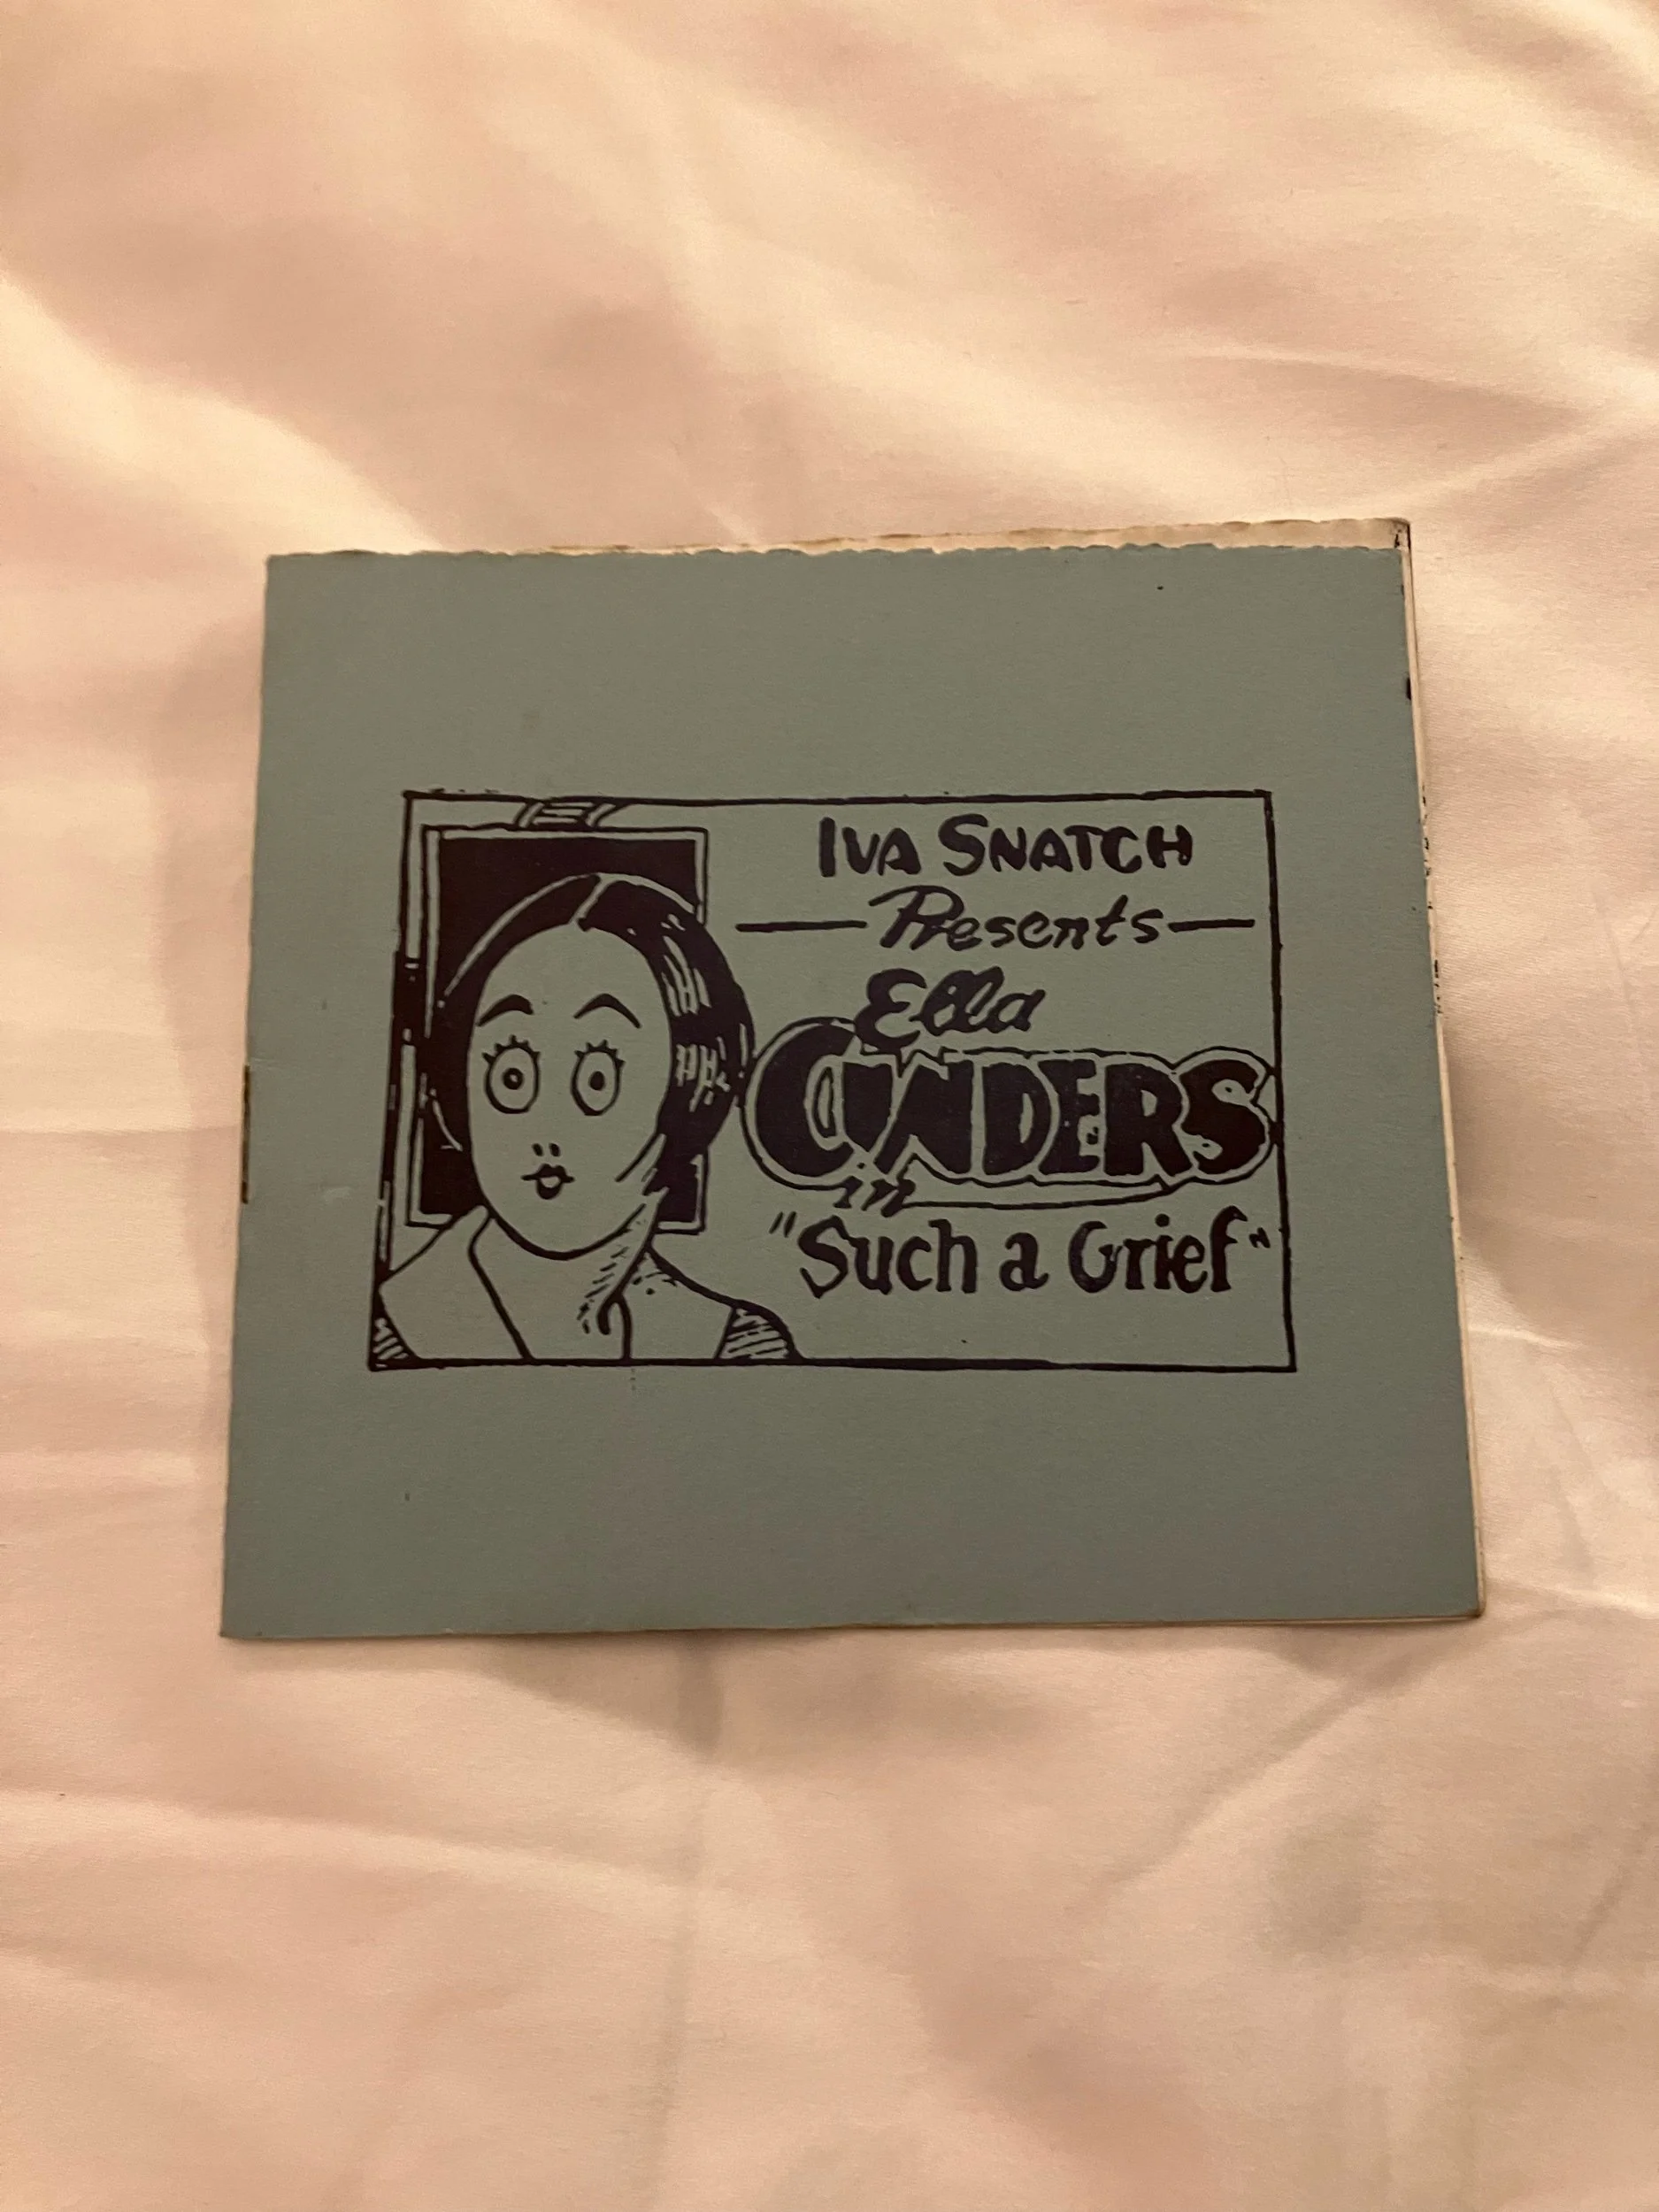 IVA SNATCH
Presents
Ella
CINDERS
in
"Such a Grief"